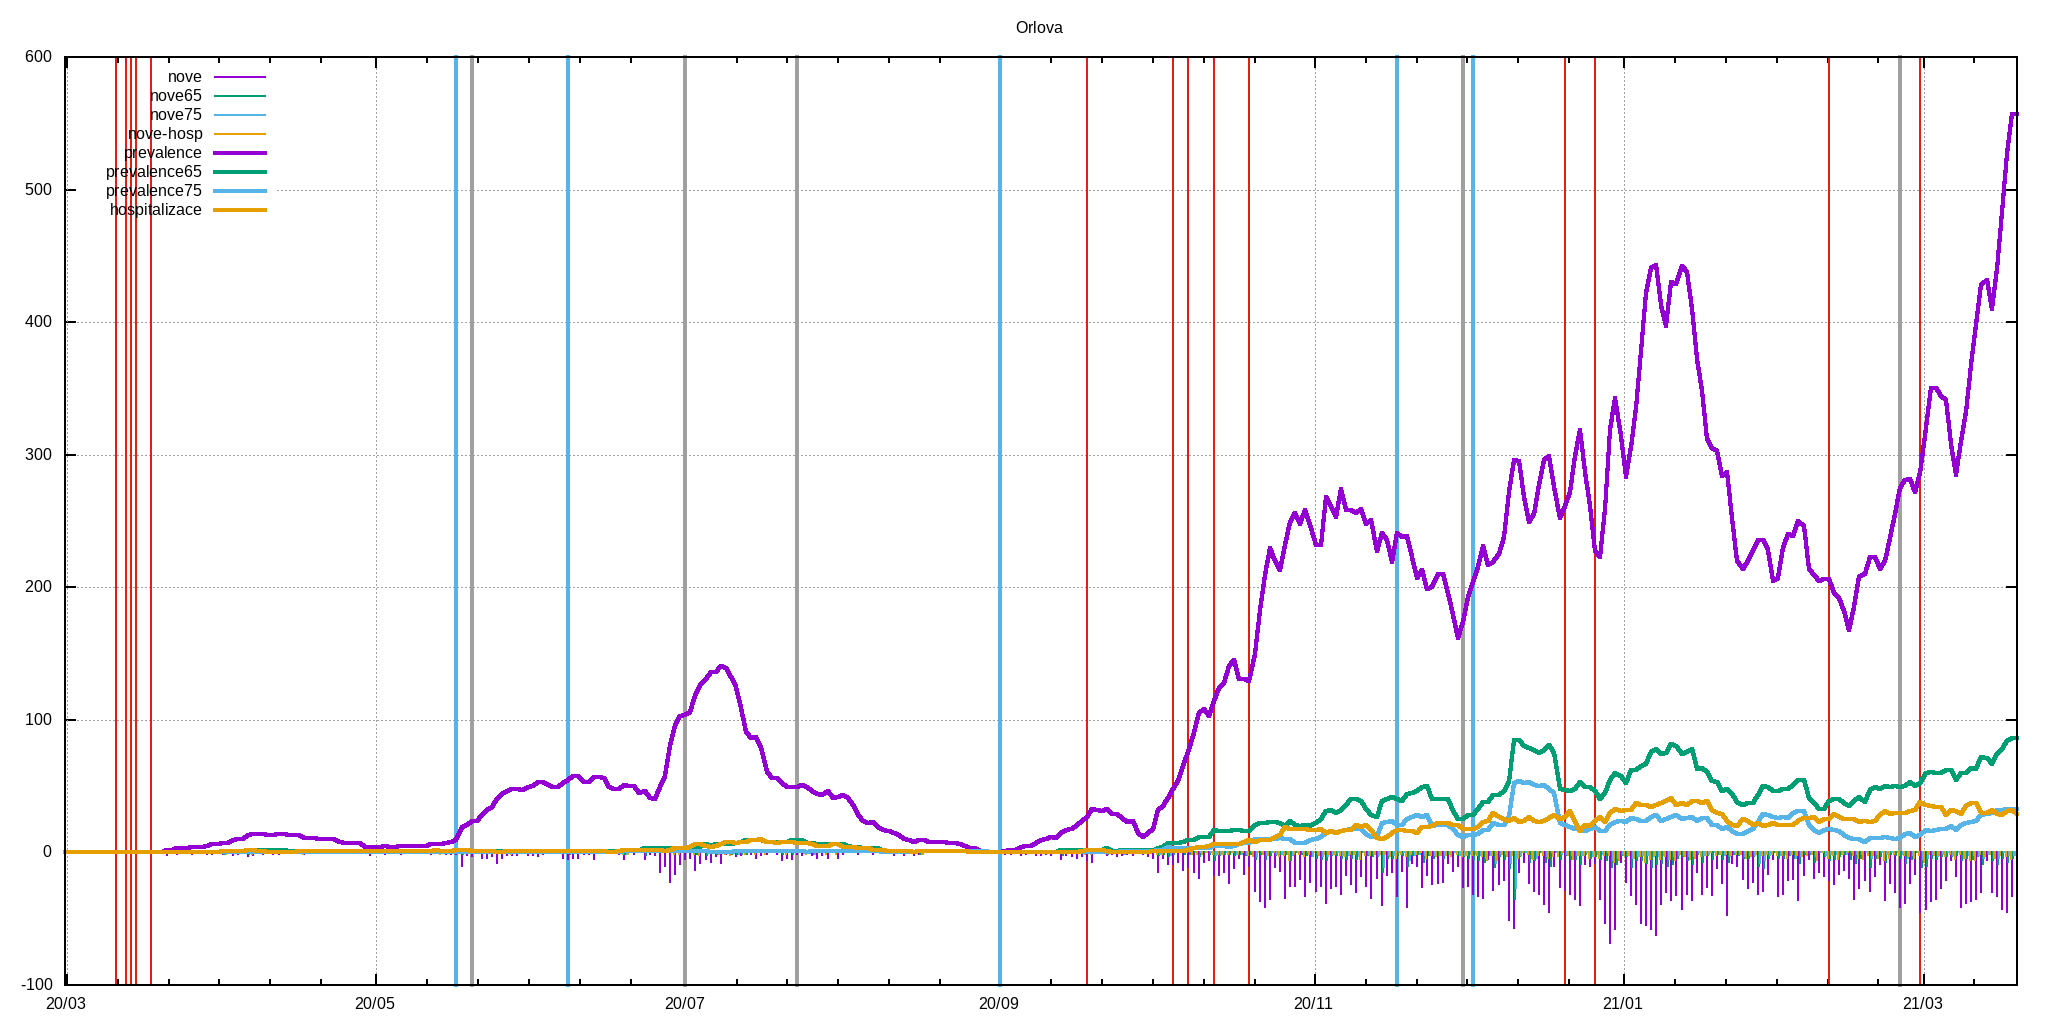 Orlova
600
500
400
300
200
100
0
-100
nove
nove65
nove75
nove-hosp
prevalence
prevalence65
prevalence75
hospitalizace
20/03 20/05 20/07 20/09 20/11 21/01 21/03